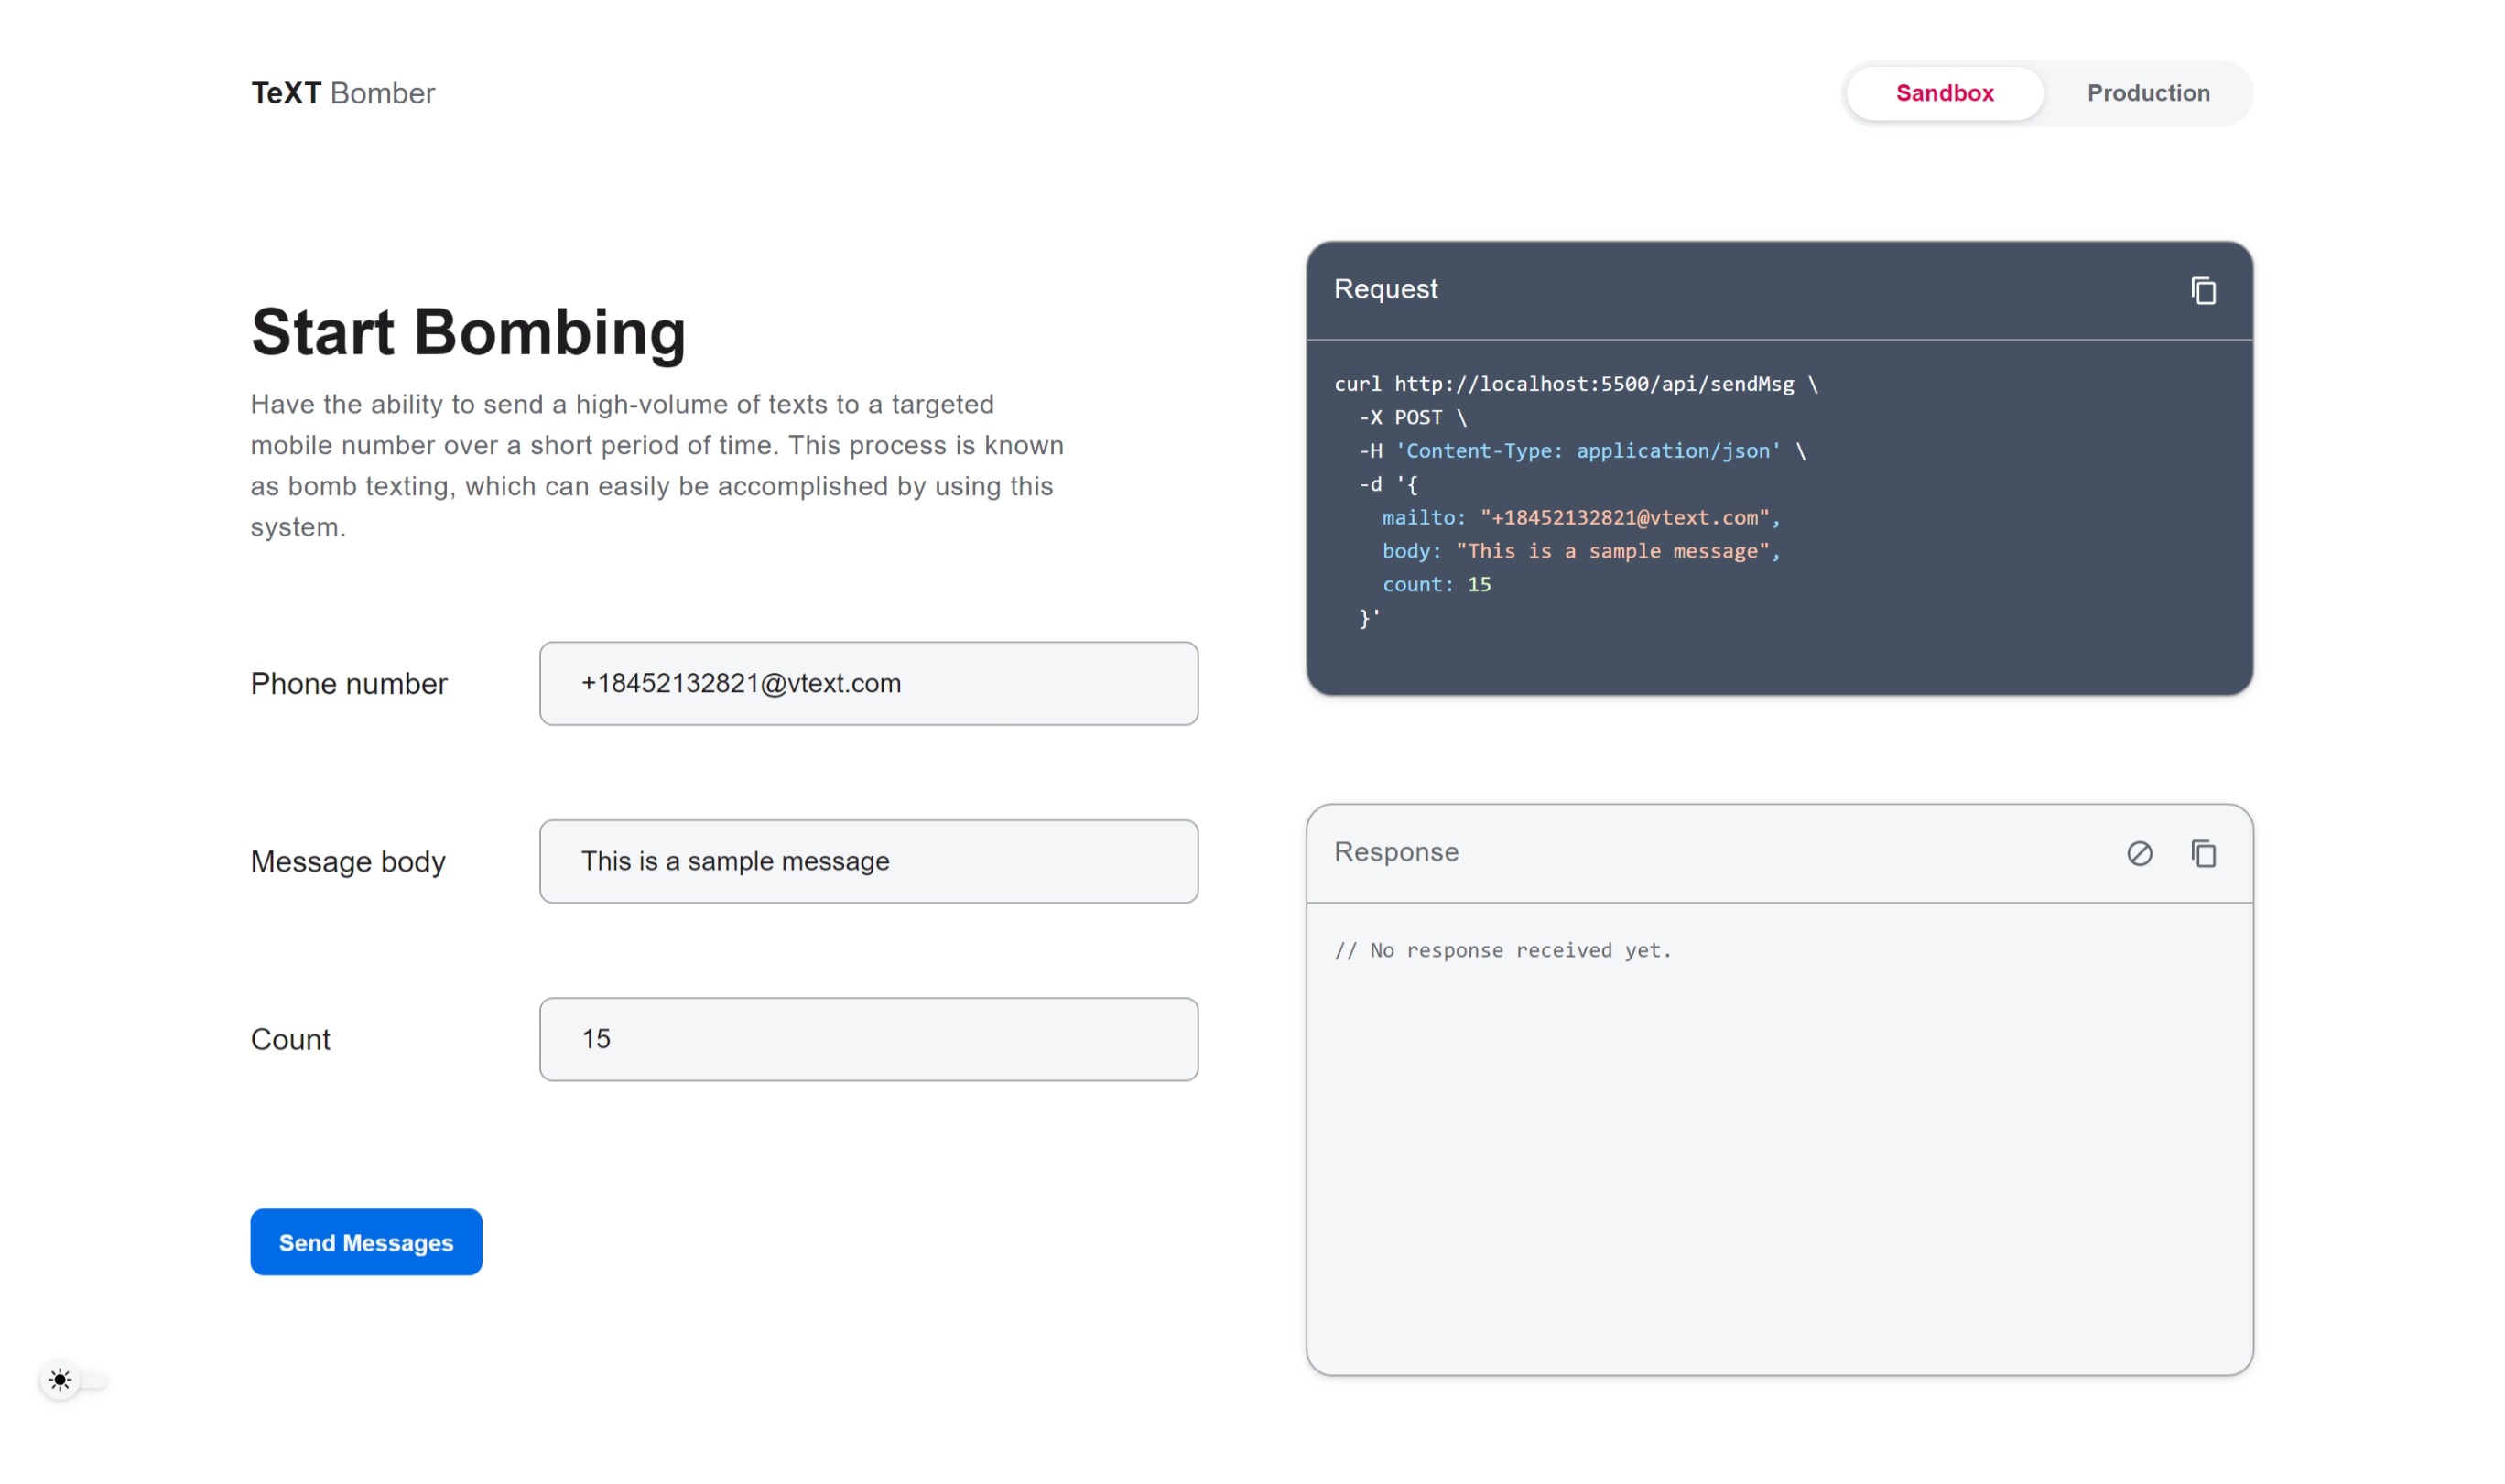 TeXT Bomber
Sandbox
Production
Start Bombing
Have the ability to send a high-volume of texts to a targeted
mobile number over a short period of time. This process is known
as bomb texting, which can easily be accomplished by using this
system.
Phone number
+18452132821@vtext.com
Message body
This is a sample message
Count
15
Send Messages
Request
curl http://localhost:5500/api/sendMsg \
-X POST \
-H 'Content-Type: application/json' \
-d '{
mailto: "+18452132821@vtext.com",
body: "This is a sample message",
count: 15
}'
Response
// No response received yet.